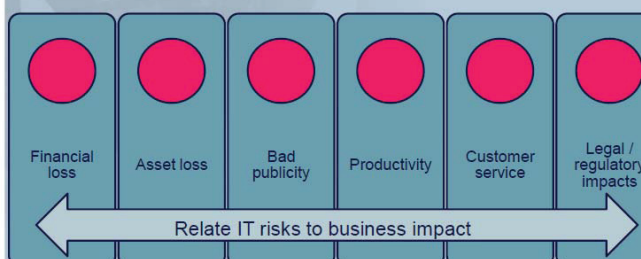 Financial
loss
Asset loss
Bad
publicity
Productivity
Customer
service
Legal /
regulatory
impacts
Relate IT risks to business impact